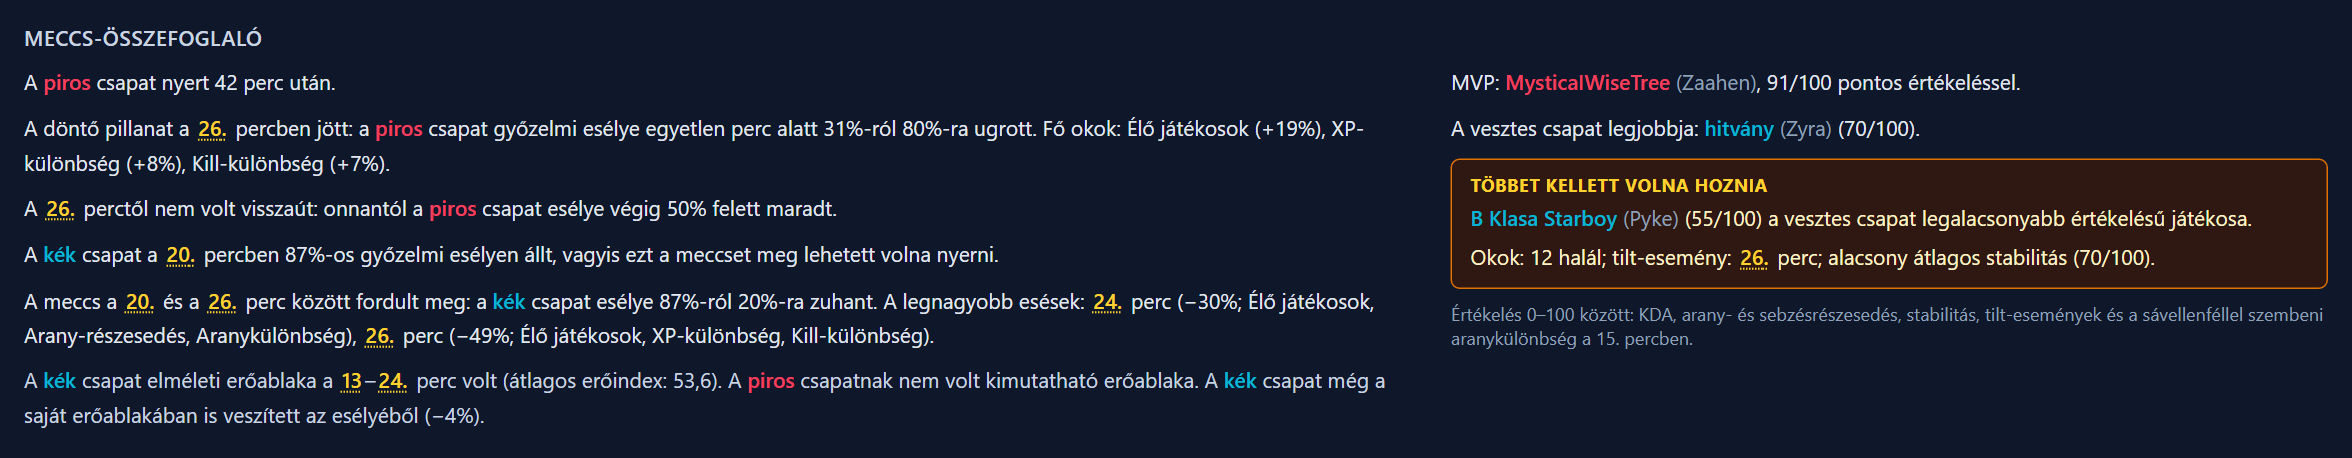 MECCS-ÖSSZEFOGLALÓ
A piros csapat nyert 42 perc után.
A döntő pillanat a 26. percben jött: a piros csapat győzelmi esélye egyetlen perc alatt 31%-ról 80%-ra ugrott. Fő okok: Élő játékosok (+19%), XP-
különbség (+8%), Kill-különbség (+7%).
A 26. perctől nem volt visszaút: onnantól a piros csapat esélye végig 50% felett maradt.
A kék csapat a 20. percben 87%-os győzelmi esélyen állt, vagyis ezt a meccset meg lehetett volna nyerni.
A meccs a 20. és a 26. perc között fordult meg: a kék csapat esélye 87%-ról 20%-ra zuhant. A legnagyobb esések: 24. perc (−30%; Élő játékosok,
Arany-részesedés, Aranykülönbség), 26. perc (−49%; Élő játékosok, XP-különbség, Kill-különbség).
A kék csapat elméleti erőablaka a 13–24. perc volt (átlagos erőindex: 53,6). A piros csapatnak nem volt kimutatható erőablaka. A kék csapat még a
saját erőablakában is veszített az esélyéből (−4%).
MVP: MysticalWiseTree (Zaahen), 91/100 pontos értékeléssel.
A vesztes csapat legjobbja: hitvány (Zyra) (70/100).
TÖBBET KELLETT VOLNA HOZNIA
B Klasa Starboy (Pyke) (55/100) a vesztes csapat legalacsonyabb értékelésű játékosa.
Okok: 12 halál; tilt-esemény: 26. perc; alacsony átlagos stabilitás (70/100).
Értékelés 0–100 között: KDA, arany- és sebzésrészesedés, stabilitás, tilt-események és a sávellenféllel szembeni
aranykülönbség a 15. percben.